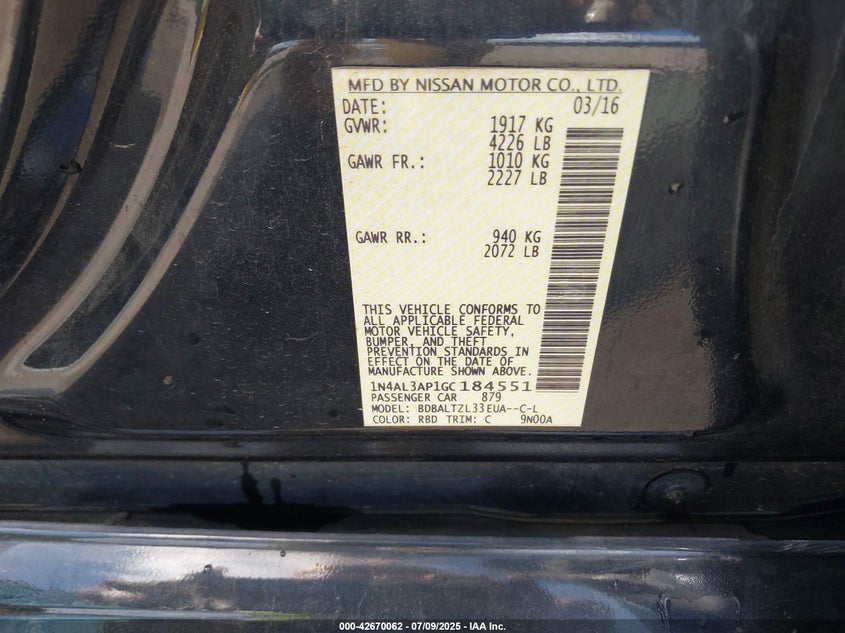 MFD BY NISSAN MOTOR CO., LTD.
DATE: 03/16
GVWR: 1917 KG
4226 LB
GAWR FR.: 1010 KG
2227 LB
GAWR RR.: 940 KG
2072 LB
THIS VEHICLE CONFORMS TO
ALL APPLICABLE FEDERAL
MOTOR VEHICLE SAFETY,
BUMPER, AND THEFT
PREVENTION STANDARDS IN
EFFECT ON THE DATE OF
MANUFACTURE SHOWN ABOVE.
1N4AL3AP1GC184551
PASSENGER CAR 879
MODEL: BDBALTZL33EUA--C-L
COLOR: RBD TRIM: C 9N00A
000-42670062 - 07/09/2025 - IAA Inc.